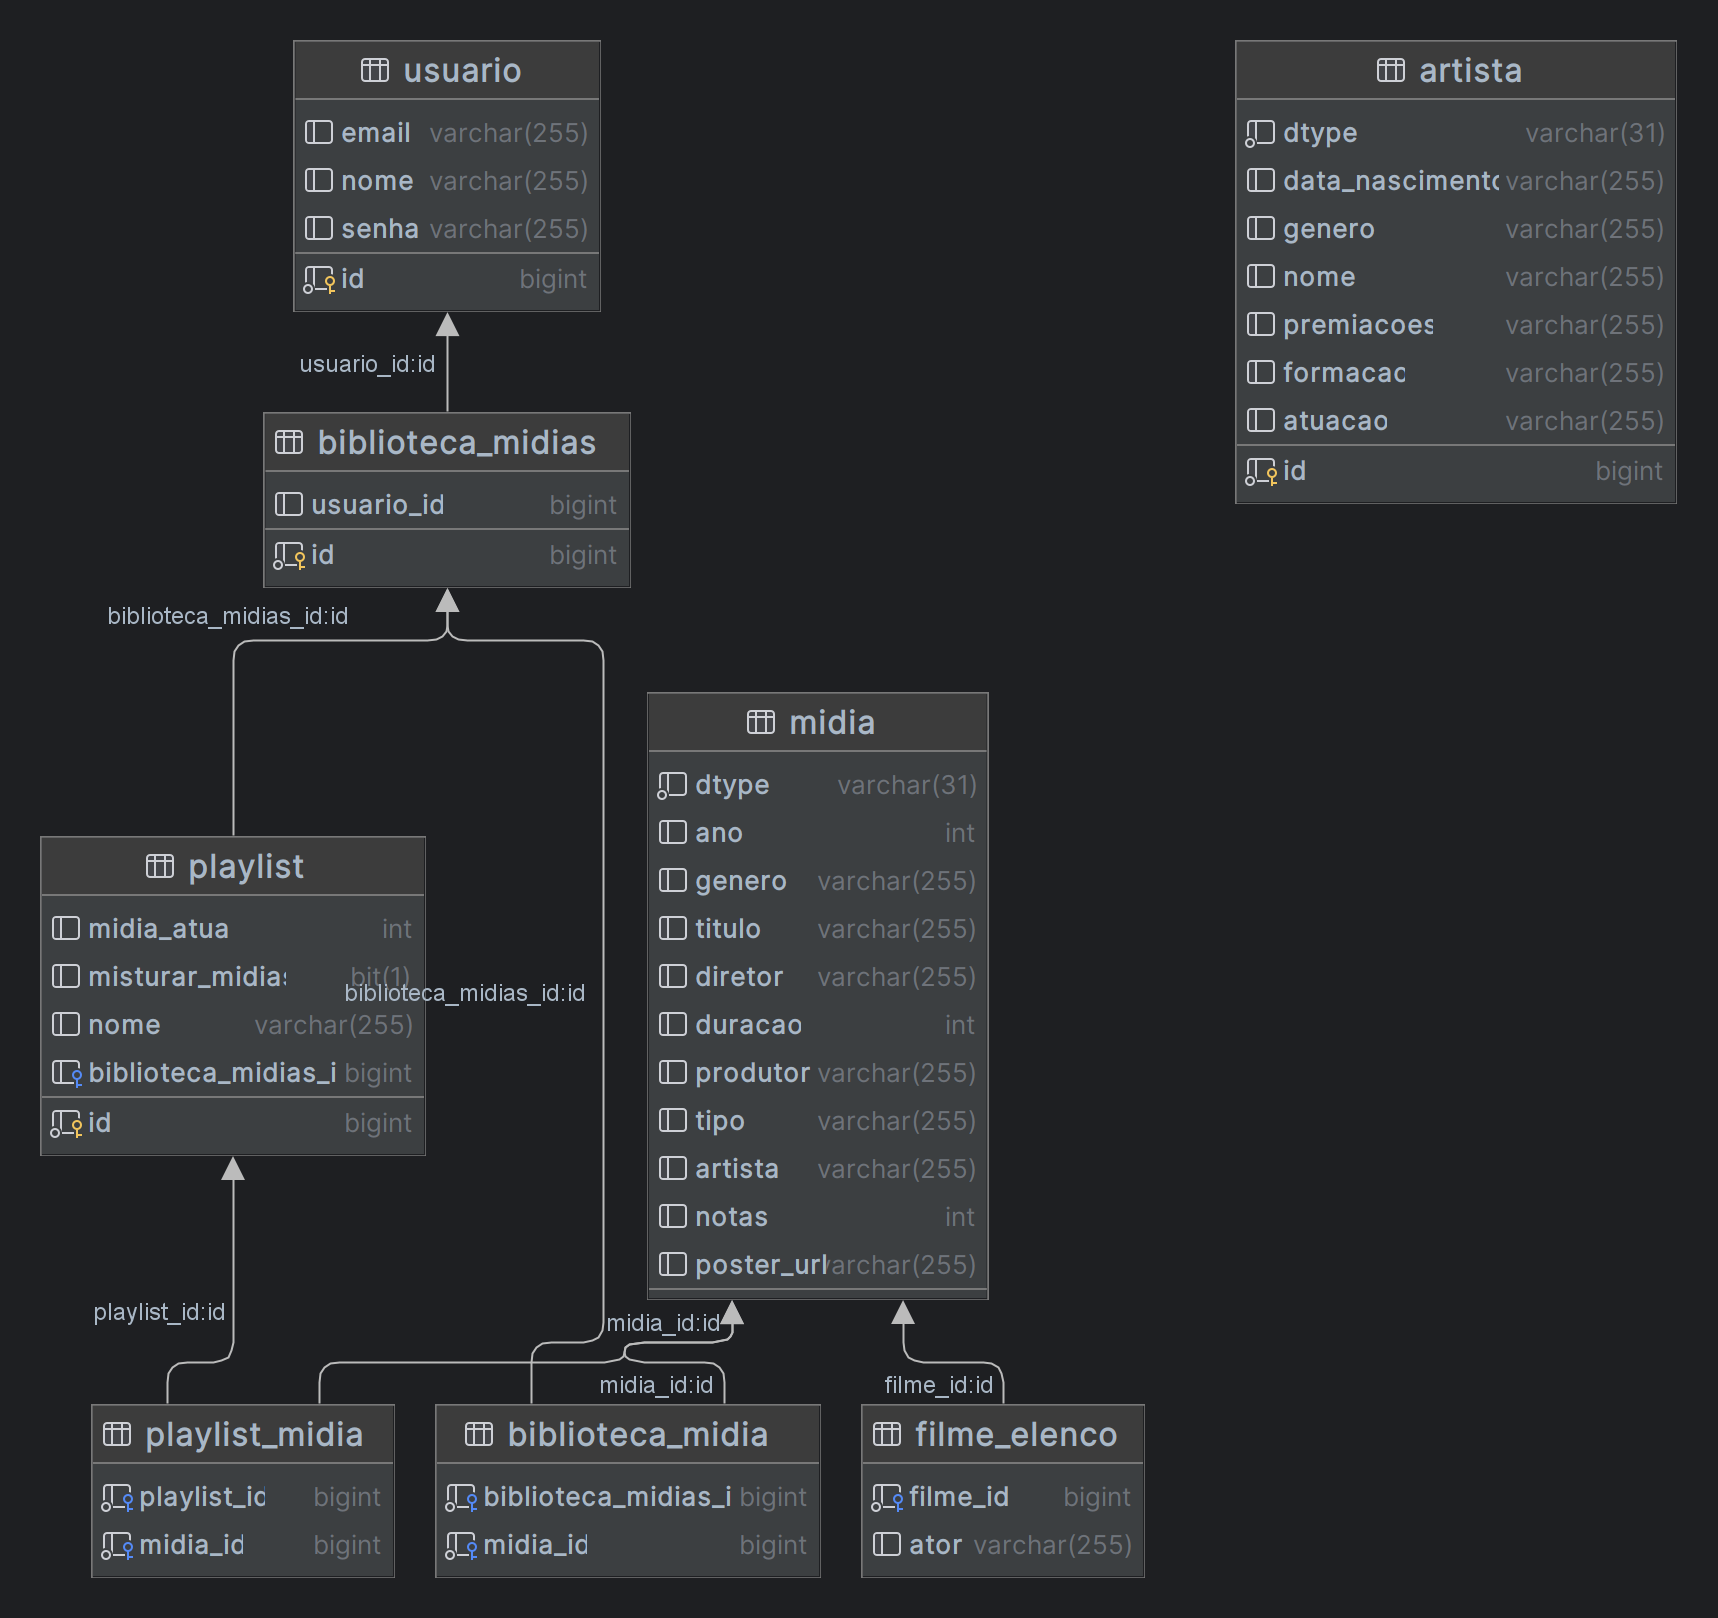 usuario
email varchar(255)
nome varchar(255)
senha varchar(255)
id bigint
artista
dtype varchar(31)
data_nascimento varchar(255)
genero varchar(255)
nome varchar(255)
premiacoes varchar(255)
formacao varchar(255)
atuacao varchar(255)
id bigint
usuario_id:id
biblioteca_midias
usuario_id bigint
id bigint
biblioteca_midias_id:id
midia
dtype varchar(31)
ano int
genero varchar(255)
titulo varchar(255)
diretor varchar(255)
duracao int
produtor varchar(255)
tipo varchar(255)
artista varchar(255)
notas int
poster_url varchar(255)
playlist
midia_atua int
misturar_midias bit(1)
biblioteca_midias_id:id
nome varchar(255)
biblioteca_midias_i bigint
id bigint
playlist_id:id
midia_id:id
midia_id:id
filme_id:id
playlist_midia
playlist_id bigint
midia_id bigint
biblioteca_midia
biblioteca_midias_i bigint
midia_id bigint
filme_elenco
filme_id bigint
ator varchar(255)